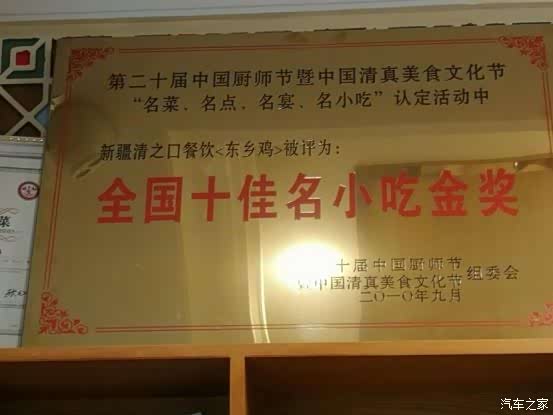 第二十届中国厨师节暨中国清真美食文化节
“名菜、名点、名宴、名小吃”认定活动中
新疆清之口餐饮<东乡鸡>被评为：
全国十佳名小吃金奖
十届中国厨师节
中国清真美食文化节 组委会
二〇一〇年九月
菜
汽车之家